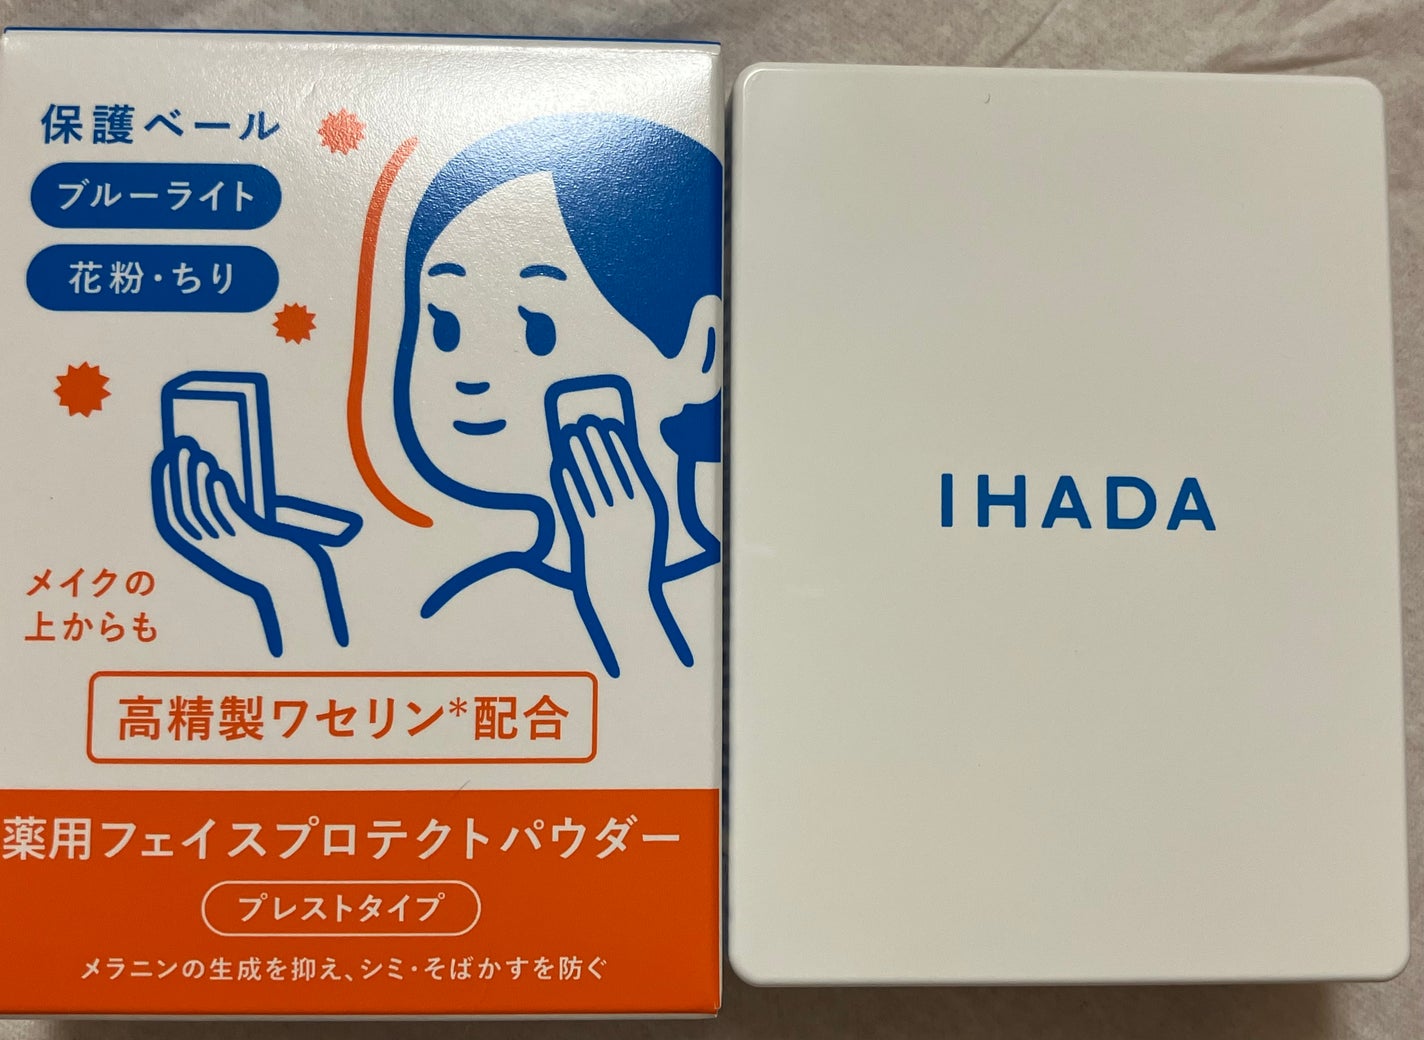 保護ベール
ブルーライト
花粉・ちり
メイクの
上からも
高精製ワセリン*配合
薬用フェイスプロテクトパウダー
プレストタイプ
メラニンの生成を抑え、シミ・そばかすを防ぐ
IHADA